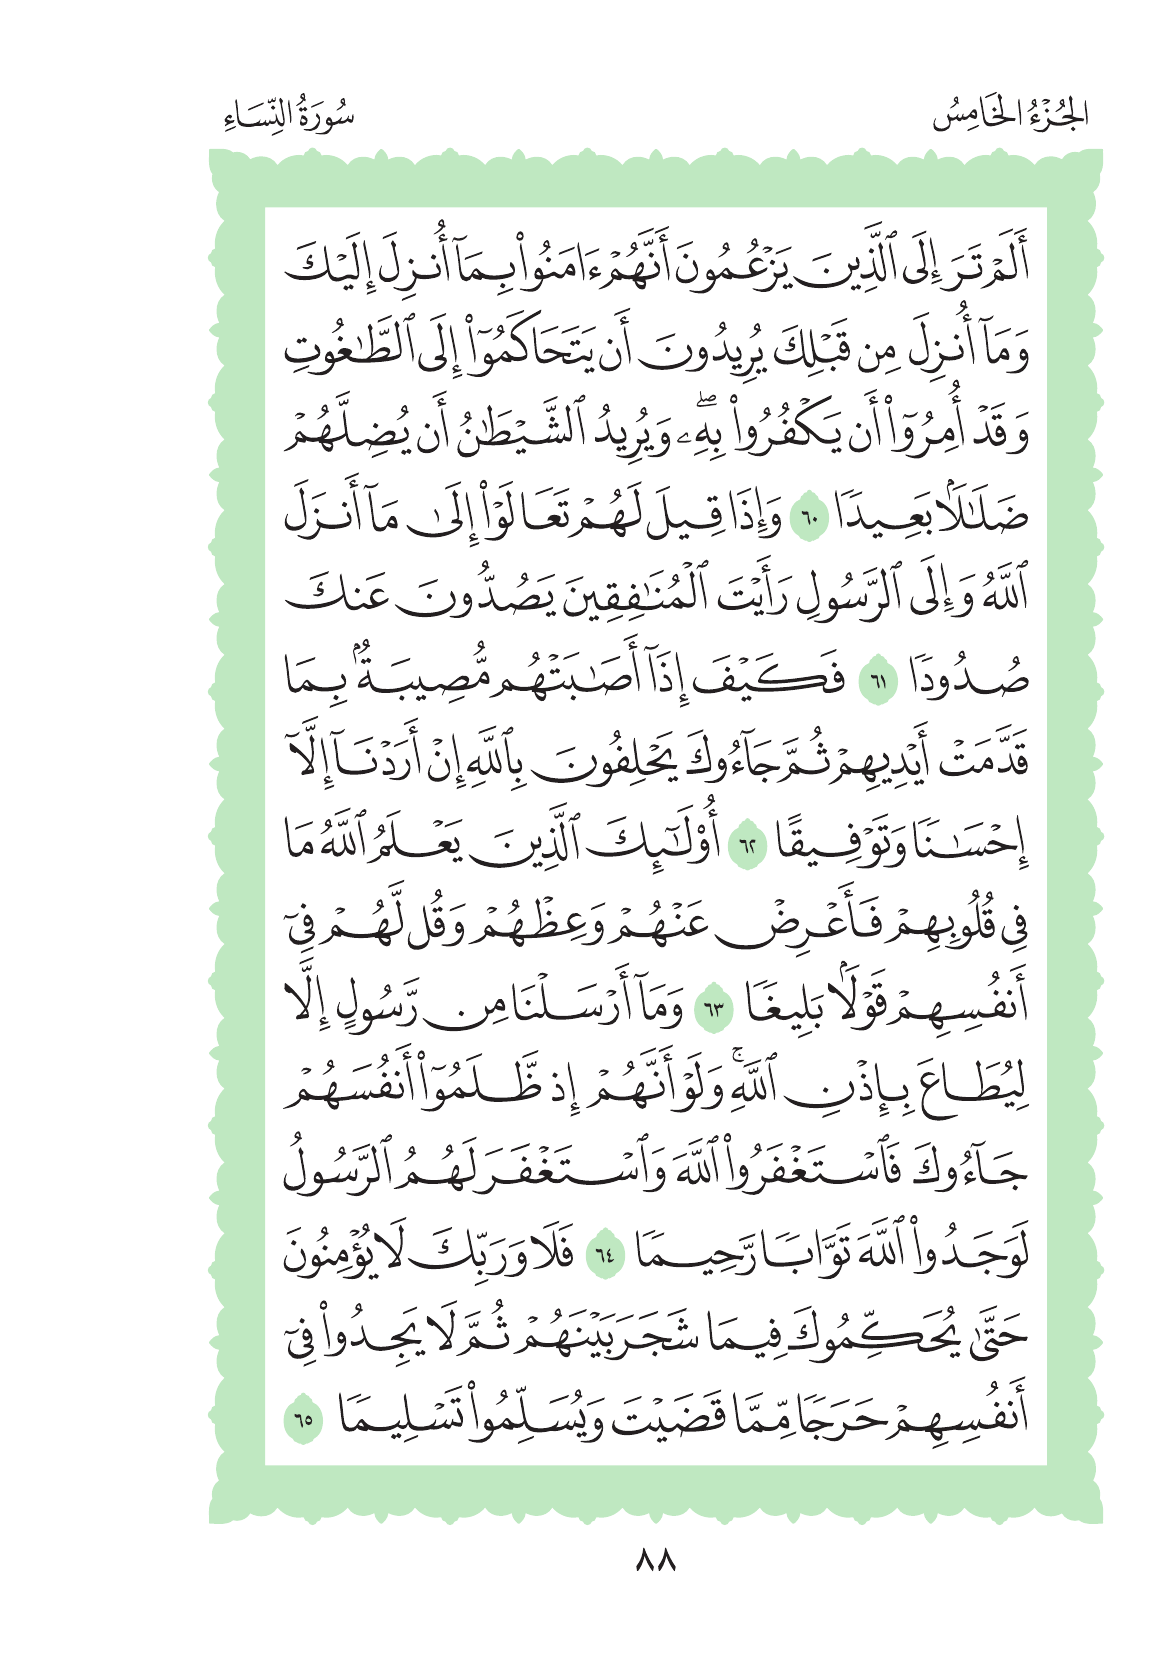 الجُزْءُ الخَامِسُ
سُورَةُ النِّسَاءِ
أَلَمۡ تَرَ إِلَى ٱلَّذِينَ يَزۡعُمُونَ أَنَّهُمۡ ءَامَنُواْ بِمَآ أُنزِلَ إِلَيۡكَ
وَمَآ أُنزِلَ مِن قَبۡلِكَ يُرِيدُونَ أَن يَتَحَاكَمُوٓاْ إِلَى ٱلطَّٰغُوتِ
وَقَدۡ أُمِرُوٓاْ أَن يَكۡفُرُواْ بِهِۦۖ وَيُرِيدُ ٱلشَّيۡطَٰنُ أَن يُضِلَّهُمۡ
ضَلَٰلَۢا بَعِيدٗا ٦٠ وَإِذَا قِيلَ لَهُمۡ تَعَالَوۡاْ إِلَىٰ مَآ أَنزَلَ
ٱللَّهُ وَإِلَى ٱلرَّسُولِ رَأَيۡتَ ٱلۡمُنَٰفِقِينَ يَصُدُّونَ عَنكَ
صُدُودٗا ٦١ فَكَيۡفَ إِذَآ أَصَٰبَتۡهُم مُّصِيبَةُۢ بِمَا
قَدَّمَتۡ أَيۡدِيهِمۡ ثُمَّ جَآءُوكَ يَحۡلِفُونَ بِٱللَّهِ إِنۡ أَرَدۡنَآ إِلَّآ
إِحۡسَٰنٗا وَتَوۡفِيقًا ٦٢ أُوْلَٰٓئِكَ ٱلَّذِينَ يَعۡلَمُ ٱللَّهُ مَا
فِي قُلُوبِهِمۡ فَأَعۡرِضۡ عَنۡهُمۡ وَعِظۡهُمۡ وَقُل لَّهُمۡ فِيٓ
أَنفُسِهِمۡ قَوۡلَۢا بَلِيغٗا ٦٣ وَمَآ أَرۡسَلۡنَا مِن رَّسُولٍ إِلَّا
لِيُطَاعَ بِإِذۡنِ ٱللَّهِۚ وَلَوۡ أَنَّهُمۡ إِذ ظَّلَمُوٓاْ أَنفُسَهُمۡ
جَآءُوكَ فَٱسۡتَغۡفَرُواْ ٱللَّهَ وَٱسۡتَغۡفَرَ لَهُمُ ٱلرَّسُولُ
لَوَجَدُواْ ٱللَّهَ تَوَّابٗا رَّحِيمٗا ٦٤ فَلَا وَرَبِّكَ لَا يُؤۡمِنُونَ
حَتَّىٰ يُحَكِّمُوكَ فِيمَا شَجَرَ بَيۡنَهُمۡ ثُمَّ لَا يَجِدُواْ فِيٓ
أَنفُسِهِمۡ حَرَجٗا مِّمَّا قَضَيۡتَ وَيُسَلِّمُواْ تَسۡلِيمٗا ٦٥
٨٨